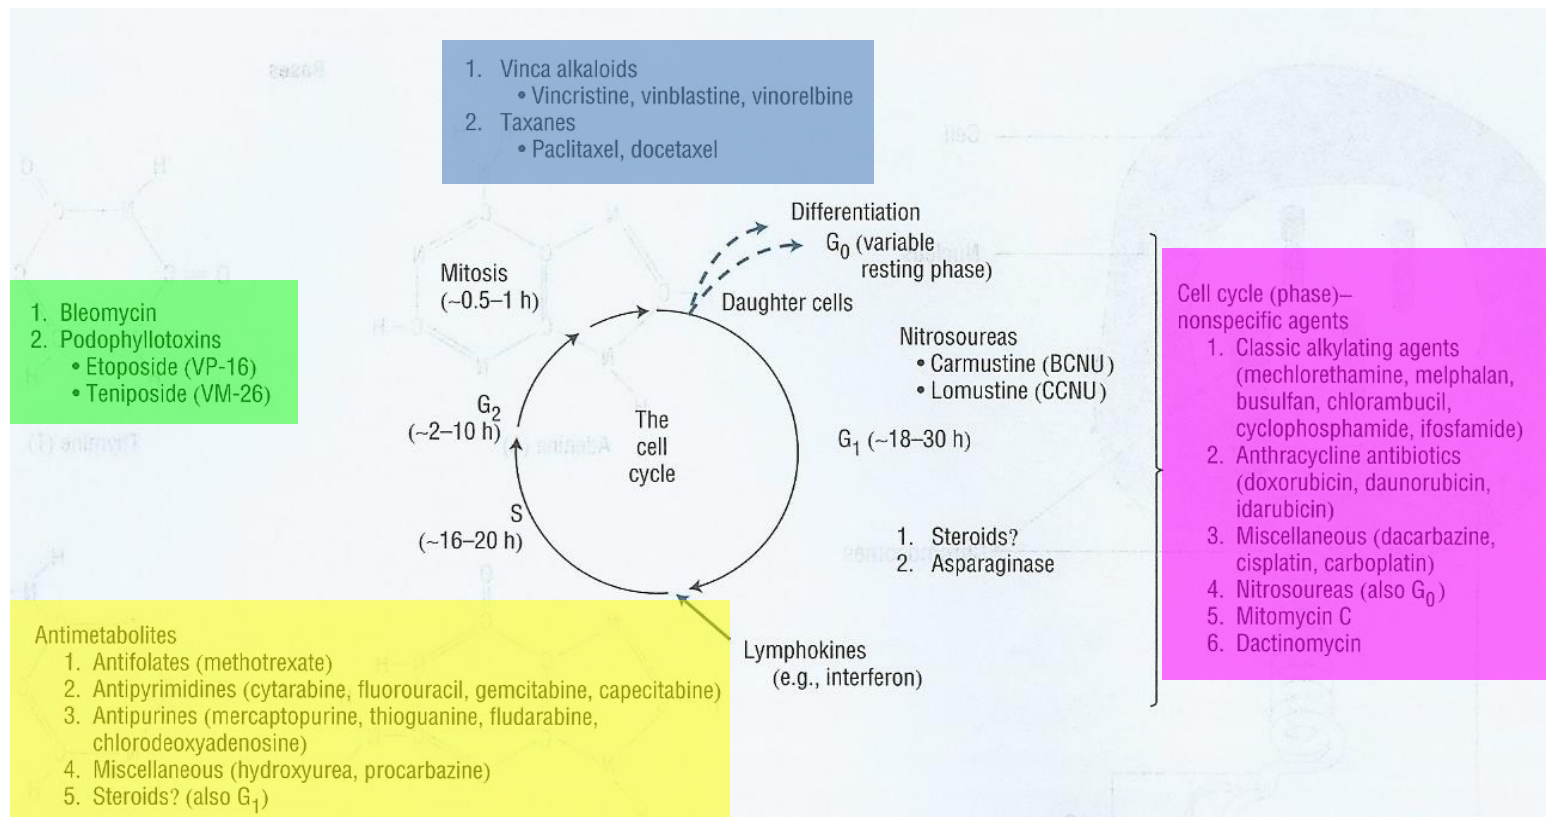 1. Vinca alkaloids
• Vincristine, vinblastine, vinorelbine
2. Taxanes
• Paclitaxel, docetaxel
Differentiation
G0 (variable
resting phase)
Mitosis
(~0.5–1 h)
Daughter cells
1. Bleomycin
2. Podophyllotoxins
• Etoposide (VP-16)
• Teniposide (VM-26)
Nitrosoureas
• Carmustine (BCNU)
• Lomustine (CCNU)
G2
(~2–10 h)
The
cell
cycle
G1 (~18–30 h)
S
(~16–20 h)
1. Steroids?
2. Asparaginase
Lymphokines
(e.g., interferon)
Cell cycle (phase)–
nonspecific agents
1. Classic alkylating agents
(mechlorethamine, melphalan,
busulfan, chlorambucil,
cyclophosphamide, ifosfamide)
2. Anthracycline antibiotics
(doxorubicin, daunorubicin,
idarubicin)
3. Miscellaneous (dacarbazine,
cisplatin, carboplatin)
4. Nitrosoureas (also G0)
5. Mitomycin C
6. Dactinomycin
Antimetabolites
1. Antifolates (methotrexate)
2. Antipyrimidines (cytarabine, fluorouracil, gemcitabine, capecitabine)
3. Antipurines (mercaptopurine, thioguanine, fludarabine,
chlorodeoxyadenosine)
4. Miscellaneous (hydroxyurea, procarbazine)
5. Steroids? (also G1)
Bases
Cell
Nucleus
Thymine (T)
Adenine (A)